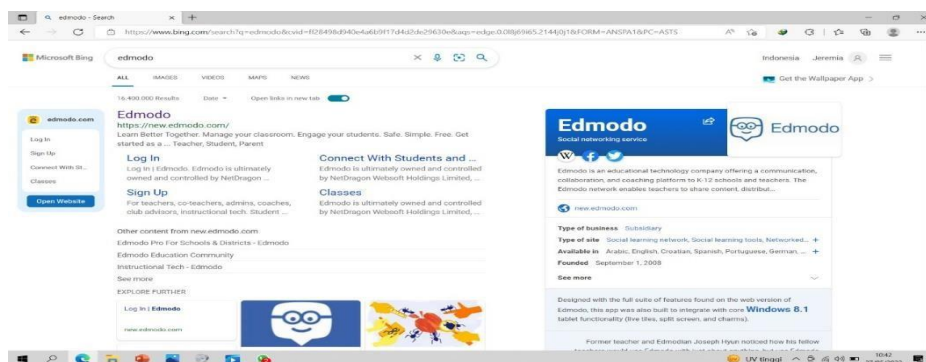 edmodo - Search
https://www.bing.com/search?q=edmodo&cvid=
Microsoft Bing
edmodo
Indonesia Jeremia
ALL IMAGES VIDEOS MAPS NEWS
Get the Wallpaper App
16.400.000 Results Date Open links in new tab
edmodo.com
Log In
Sign Up
Connect With St...
Classes
Open Website
Edmodo
https://new.edmodo.com/
Learn Better Together. Manage your classroom. Engage your students. Safe. Simple. Free. Get
started as a ... Teacher, Student, Parent
Log In
Log In | Edmodo. Edmodo is ultimately
owned and controlled by NetDragon ...
Connect With Students and ...
Edmodo is ultimately owned and controlled
by NetDragon Websoft Holdings Limited, ...
Sign Up
For teachers, co-teachers, admins, coaches,
club advisors, instructional tech. Student ...
Classes
Edmodo is ultimately owned and controlled
by NetDragon Websoft Holdings Limited, ...
Other content from new.edmodo.com
Edmodo Pro For Schools & Districts - Edmodo
Edmodo Education Community
Instructional Tech - Edmodo
See more
EXPLORE FURTHER
Log In | Edmodo
new.edmodo.com
Edmodo
Social networking service
Edmodo
W
Edmodo is an educational technology company offering a communication,
collaboration, and coaching platform to K-12 schools and teachers. The
Edmodo network enables teachers to share content, distribut...
new.edmodo.com
Type of business Subsidiary
Type of site Social learning network, Social learning tools, Networked... +
Available in Arabic, English, Croatian, Spanish, Portuguese, German, ... +
Founded September 1, 2008
See more
Designed with the full suite of features found on the web version of
Edmodo, this app was also built to integrate with core Windows 8.1
tablet functionality (live tiles, split screen, and charms).
Former teacher and Edmodian Joseph Hyun noticed how his fellow
UV tinggi
10:42